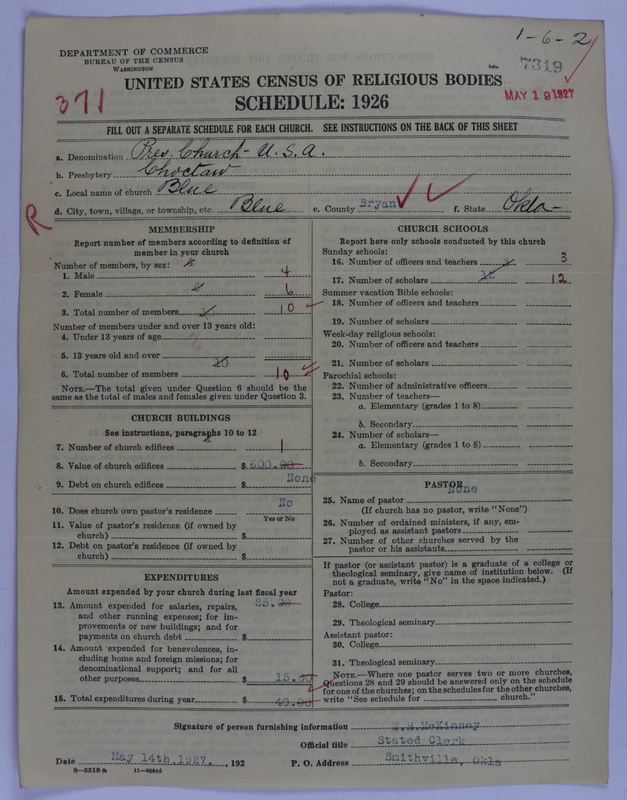 1-6-2
DEPARTMENT OF COMMERCE
BUREAU OF THE CENSUS
WASHINGTON
7319
UNITED STATES CENSUS OF RELIGIOUS BODIES
MAY 19 1927
371
SCHEDULE: 1926
FILL OUT A SEPARATE SCHEDULE FOR EACH CHURCH. SEE INSTRUCTIONS ON THE BACK OF THIS SHEET
a. Denomination Pres. Church - U.S.A.
b. Presbytery Choctaw
c. Local name of church Blue
d. City, town, village, or township, etc. Blue e. County Bryan f. State Okla-
R
MEMBERSHIP
Report number of members according to definition of
member in your church
Number of members, by sex:
1. Male 4
2. Female 6
3. Total number of members 10
Number of members under and over 13 years old:
4. Under 13 years of age
5. 13 years old and over
10
6. Total number of members 10
NOTE.—The total given under Question 6 should be the
same as the total of males and females given under Question 3.
CHURCH BUILDINGS
See instructions, paragraphs 10 to 12
7. Number of church edifices 1
8. Value of church edifices $ 600.00
9. Debt on church edifices $ None
10. Does church own pastor's residence No
Yes or No
11. Value of pastor's residence (if owned by
church) $
12. Debt on pastor's residence (if owned by
church) $
EXPENDITURES
Amount expended by your church during last fiscal year
13. Amount expended for salaries, repairs, 25.00
and other running expenses; for im-
provements or new buildings; and for
payments on church debt $
14. Amount expended for benevolences, in-
cluding home and foreign missions; for
denominational support; and for all
other purposes $ 15.00
15. Total expenditures during year $ 40.00
CHURCH SCHOOLS
Report here only schools conducted by this church
Sunday schools:
16. Number of officers and teachers 3
17. Number of scholars 12 12
Summer vacation Bible schools:
18. Number of officers and teachers
19. Number of scholars
Week-day religious schools:
20. Number of officers and teachers
21. Number of scholars
Parochial schools:
22. Number of administrative officers
23. Number of teachers—
a. Elementary (grades 1 to 8)
b. Secondary
24. Number of scholars—
a. Elementary (grades 1 to 8)
b. Secondary
PASTOR
25. Name of pastor None
(If church has no pastor, write "None")
26. Number of ordained ministers, if any, em-
ployed as assistant pastors
27. Number of other churches served by the
pastor or his assistants
If pastor (or assistant pastor) is a graduate of a college or
theological seminary, give name of institution below. (If
not a graduate, write "No" in the space indicated.)
Pastor:
28. College
29. Theological seminary
Assistant pastor:
30. College
31. Theological seminary
NOTE.—Where one pastor serves two or more churches,
Questions 28 and 29 should be answered only on the schedule
for one of the churches; on the schedules for the other churches,
write "See schedule for church."
Signature of person furnishing information W.M.McKinney
Official title Stated Clerk
Date May 14th.1927. , 192 P. O. Address Smithville, Okla